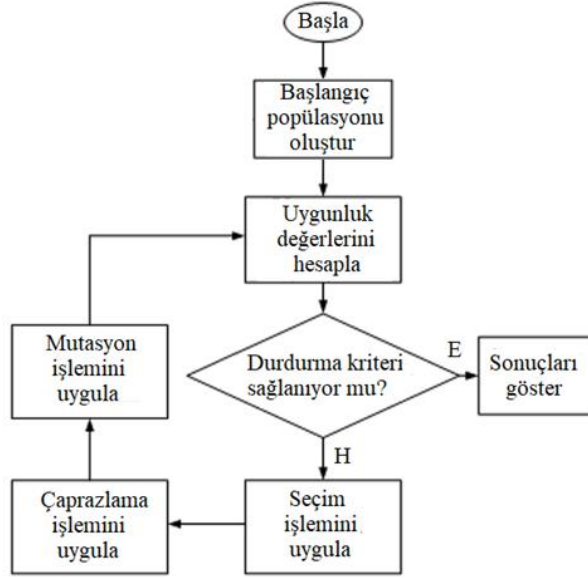 Başla
Başlangıç
popülasyonu
oluştur
Uygunluk
değerlerini
hesapla
Durdurma kriteri
sağlanıyor mu?
E
Sonuçları
göster
H
Seçim
işlemini
uygula
Çaprazlama
işlemini
uygula
Mutasyon
işlemini
uygula